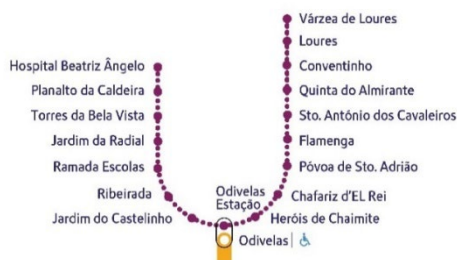 Várzea de Loures
Loures
Hospital Beatriz Ângelo
Conventinho
Planalto da Caldeira
Quinta do Almirante
Torres da Bela Vista
Sto. António dos Cavaleiros
Jardim da Radial
Flamenga
Ramada Escolas
Póvoa de Sto. Adrião
Ribeirada
Odivelas
Estação
Chafariz d'EL Rei
Jardim do Castelinho
Heróis de Chaimite
Odivelas